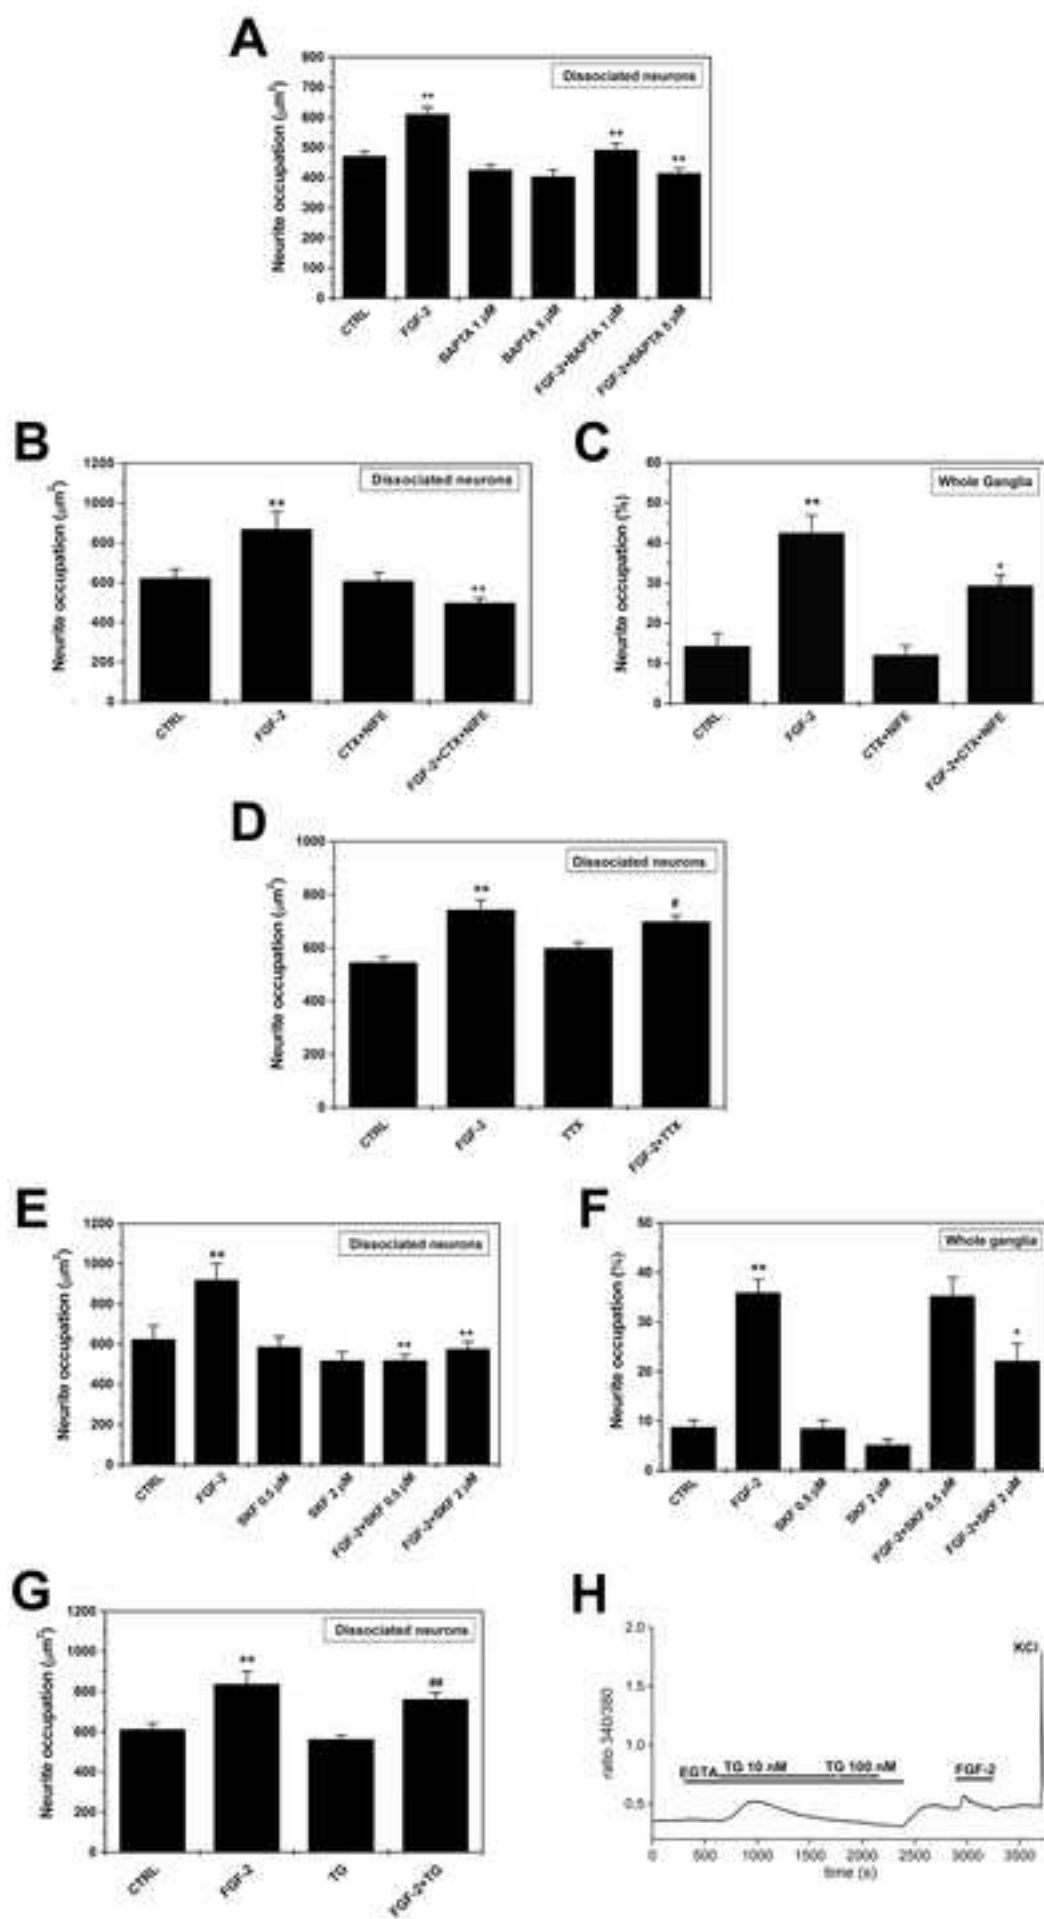 A
Dissociated neurons
Neurite occupation (µm²)
800
700
600
500
400
300
200
100
0
**
++
++
CTRL
FGF-2
BAPTA 1 µM
BAPTA 5 µM
FGF-2+BAPTA 1 µM
FGF-2+BAPTA 5 µM
B
Dissociated neurons
Neurite occupation (µm²)
1200
1000
800
600
400
200
0
**
++
CTRL
FGF-2
CTX+NIFE
FGF-2+CTX+NIFE
C
Whole Ganglia
Neurite occupation (%)
60
50
40
30
20
10
0
**
+
CTRL
FGF-2
CTX+NIFE
FGF-2+CTX+NIFE
D
Dissociated neurons
Neurite occupation (µm²)
1000
800
600
400
200
0
**
#
CTRL
FGF-2
TTX
FGF-2+TTX
E
Dissociated neurons
Neurite occupation (µm²)
1200
1000
800
600
400
200
0
**
++
++
CTRL
FGF-2
SKF 0.5 µM
SKF 2 µM
FGF-2+SKF 0.5 µM
FGF-2+SKF 2 µM
F
Whole ganglia
Neurite occupation (%)
50
40
30
20
10
0
**
+
CTRL
FGF-2
SKF 0.5 µM
SKF 2 µM
FGF-2+SKF 0.5 µM
FGF-2+SKF 2 µM
G
Dissociated neurons
Neurite occupation (µm²)
1200
1000
800
600
400
200
0
**
##
CTRL
FGF-2
TG
FGF-2+TG
H
ratio 340/380
2.0
1.5
1.0
0.5
KCl
EGTA TG 10 nM TG 100 nM FGF-2
0 500 1000 1500 2000 2500 3000 3500
time (s)